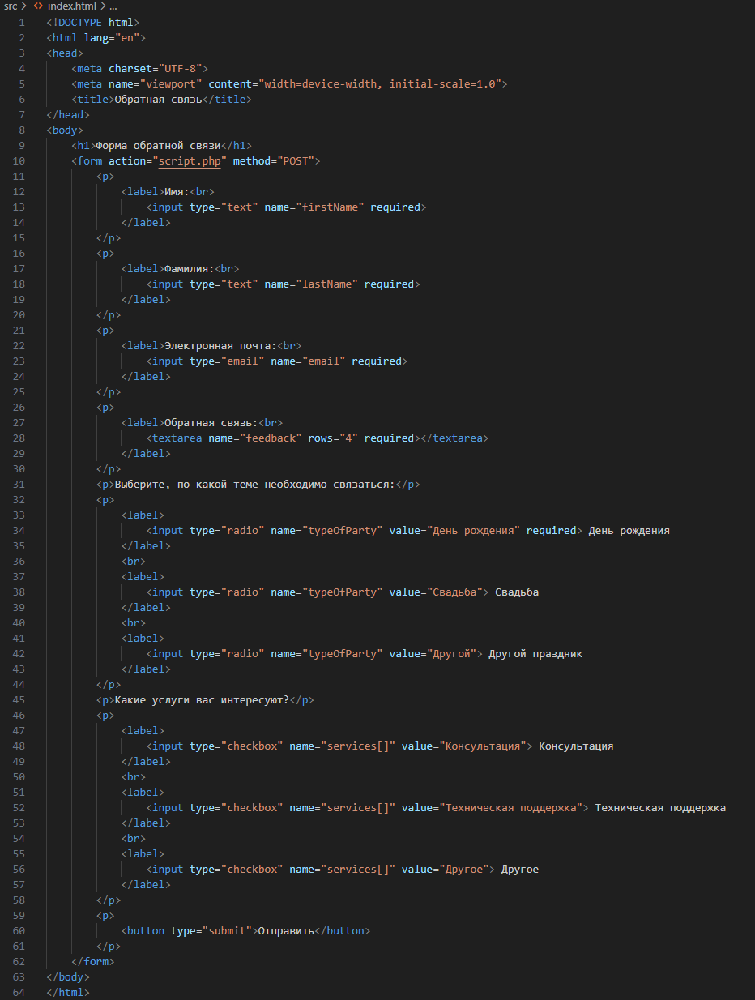 src > <> index.html > ...
1 <!DOCTYPE html>
2 <html lang="en">
3 <head>
4     <meta charset="UTF-8">
5     <meta name="viewport" content="width=device-width, initial-scale=1.0">
6     <title>Обратная связь</title>
7 </head>
8 <body>
9     <h1>Форма обратной связи</h1>
10     <form action="script.php" method="POST">
11         <p>
12             <label>Имя:<br>
13                 <input type="text" name="firstName" required>
14             </label>
15         </p>
16         <p>
17             <label>Фамилия:<br>
18                 <input type="text" name="lastName" required>
19             </label>
20         </p>
21         <p>
22             <label>Электронная почта:<br>
23                 <input type="email" name="email" required>
24             </label>
25         </p>
26         <p>
27             <label>Обратная связь:<br>
28                 <textarea name="feedback" rows="4" required></textarea>
29             </label>
30         </p>
31         <p>Выберите, по какой теме необходимо связаться:</p>
32         <p>
33             <label>
34                 <input type="radio" name="typeOfParty" value="День рождения" required> День рождения
35             </label>
36             <br>
37             <label>
38                 <input type="radio" name="typeOfParty" value="Свадьба"> Свадьба
39             </label>
40             <br>
41             <label>
42                 <input type="radio" name="typeOfParty" value="Другой"> Другой праздник
43             </label>
44         </p>
45         <p>Какие услуги вас интересуют?</p>
46         <p>
47             <label>
48                 <input type="checkbox" name="services[]" value="Консультация"> Консультация
49             </label>
50             <br>
51             <label>
52                 <input type="checkbox" name="services[]" value="Техническая поддержка"> Техническая поддержка
53             </label>
54             <br>
55             <label>
56                 <input type="checkbox" name="services[]" value="Другое"> Другое
57             </label>
58         </p>
59         <p>
60             <button type="submit">Отправить</button>
61         </p>
62     </form>
63 </body>
64 </html>